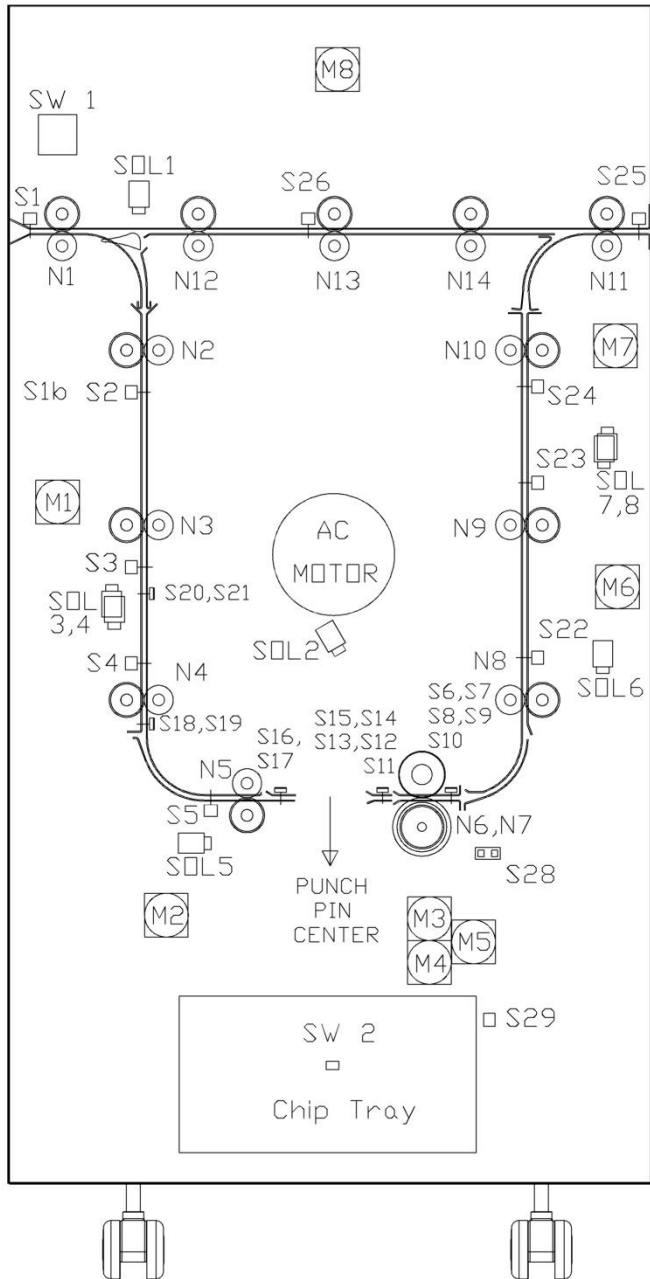 M8
SW 1
SOL1
S1
S26
S25
N1
N12
N13
N14
N11
N2
N10
M7
S1b
S2
S24
S23
SOL
7,8
M1
N3
AC
MOTOR
N9
S3
S20,S21
SOL
3,4
M6
SOL2
S4
N4
N8
S22
SOL6
S6,S7
S8,S9
S10
S18,S19
S15,S14
S13,S12
S11
S16,
S17
N5
S5
N6,N7
SOL5
S28
PUNCH
PIN
CENTER
M2
M3
M5
M4
S29
SW 2
Chip Tray